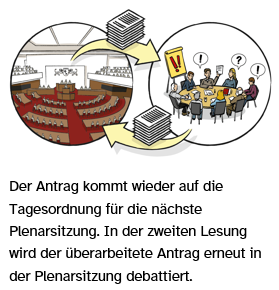 Der Antrag kommt wieder auf die
Tagesordnung für die nächste
Plenarsitzung. In der zweiten Lesung
wird der überarbeitete Antrag erneut in
der Plenarsitzung debattiert.